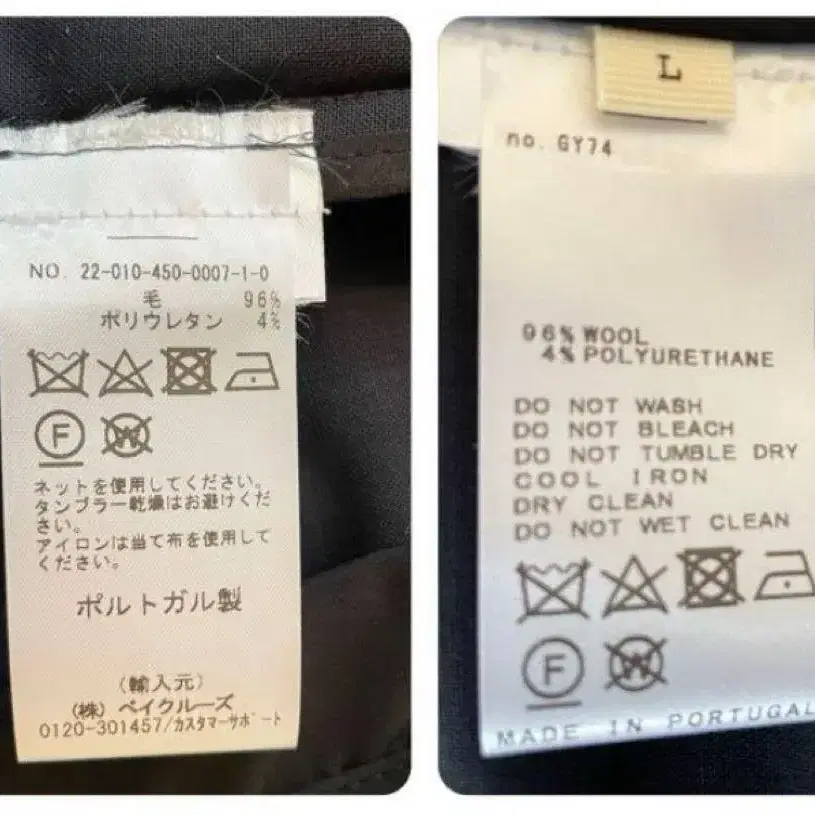 NO. 22-010-450-0007-1-0
毛 96%
ポリウレタン 4%
F
W
ネットを使用してください。
タンブラー乾燥はお避けくだ
さい。
アイロンは当て布を使用して
ください。
ポルトガル製
(輸入元)
(株) ベイクルーズ
0120-301457/カスタマーサポート
L
no. GY74
96% WOOL
4% POLYURETHANE
DO NOT WASH
DO NOT BLEACH
DO NOT TUMBLE DRY
COOL IRON
DRY CLEAN
DO NOT WET CLEAN
F
W
MADE IN PORTUGAL